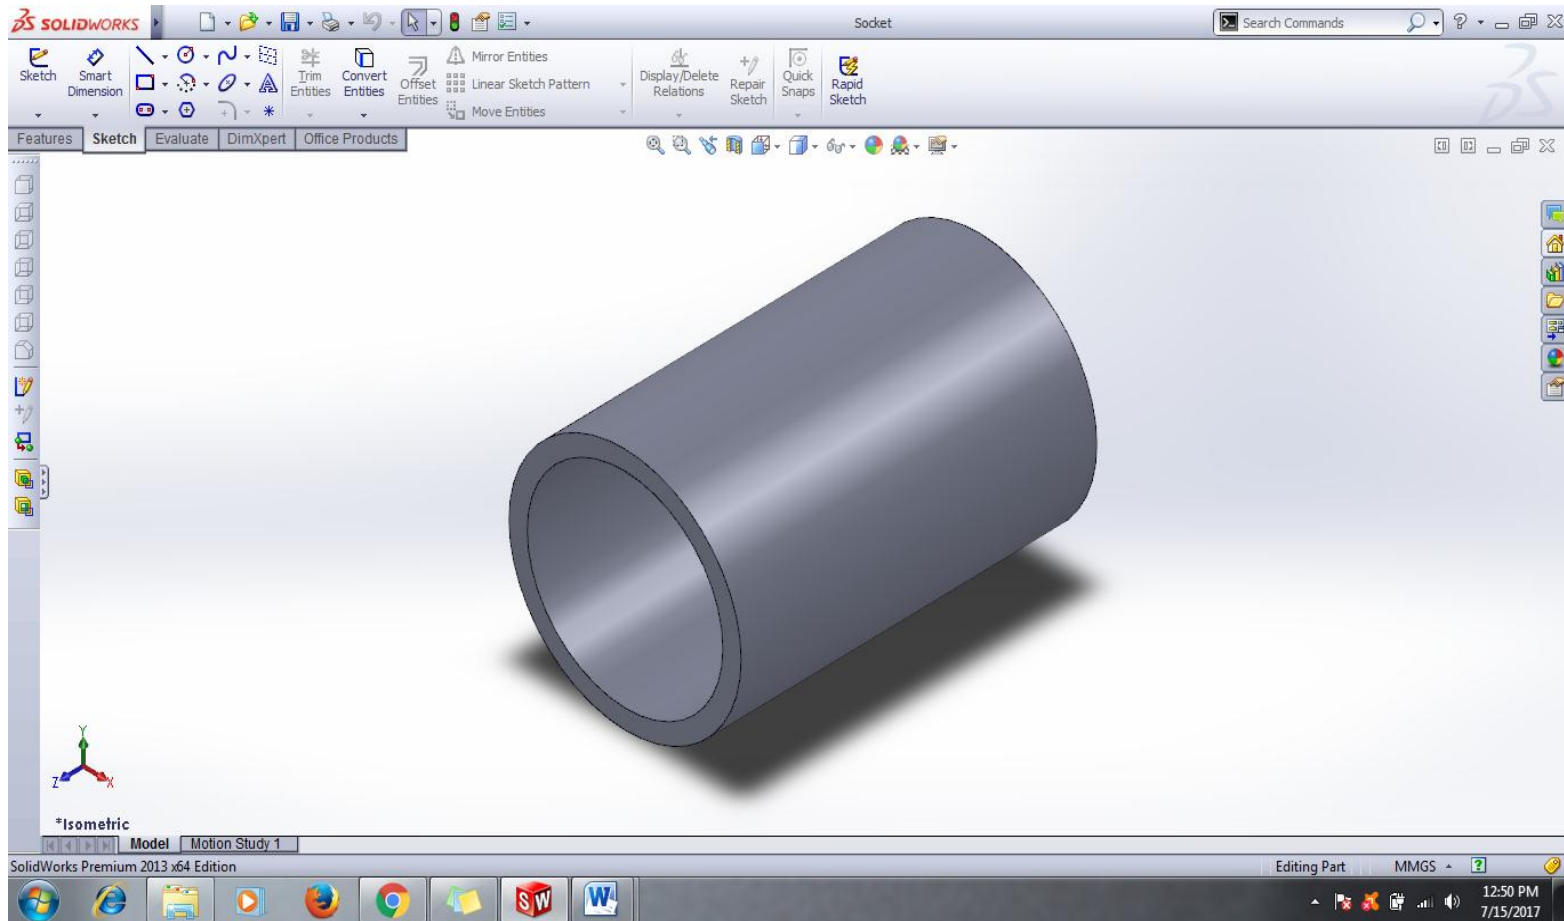 SOLIDWORKS
Socket
Search Commands
Sketch
Smart Dimension
Trim Entities
Convert Entities
Offset Entities
Mirror Entities
Linear Sketch Pattern
Move Entities
Display/Delete Relations
Repair Sketch
Quick Snaps
Rapid Sketch
Features Sketch Evaluate DimXpert Office Products
Y
Z X
*Isometric
Model Motion Study 1
SolidWorks Premium 2013 x64 Edition
Editing Part MMGS
12:50 PM
7/15/2017